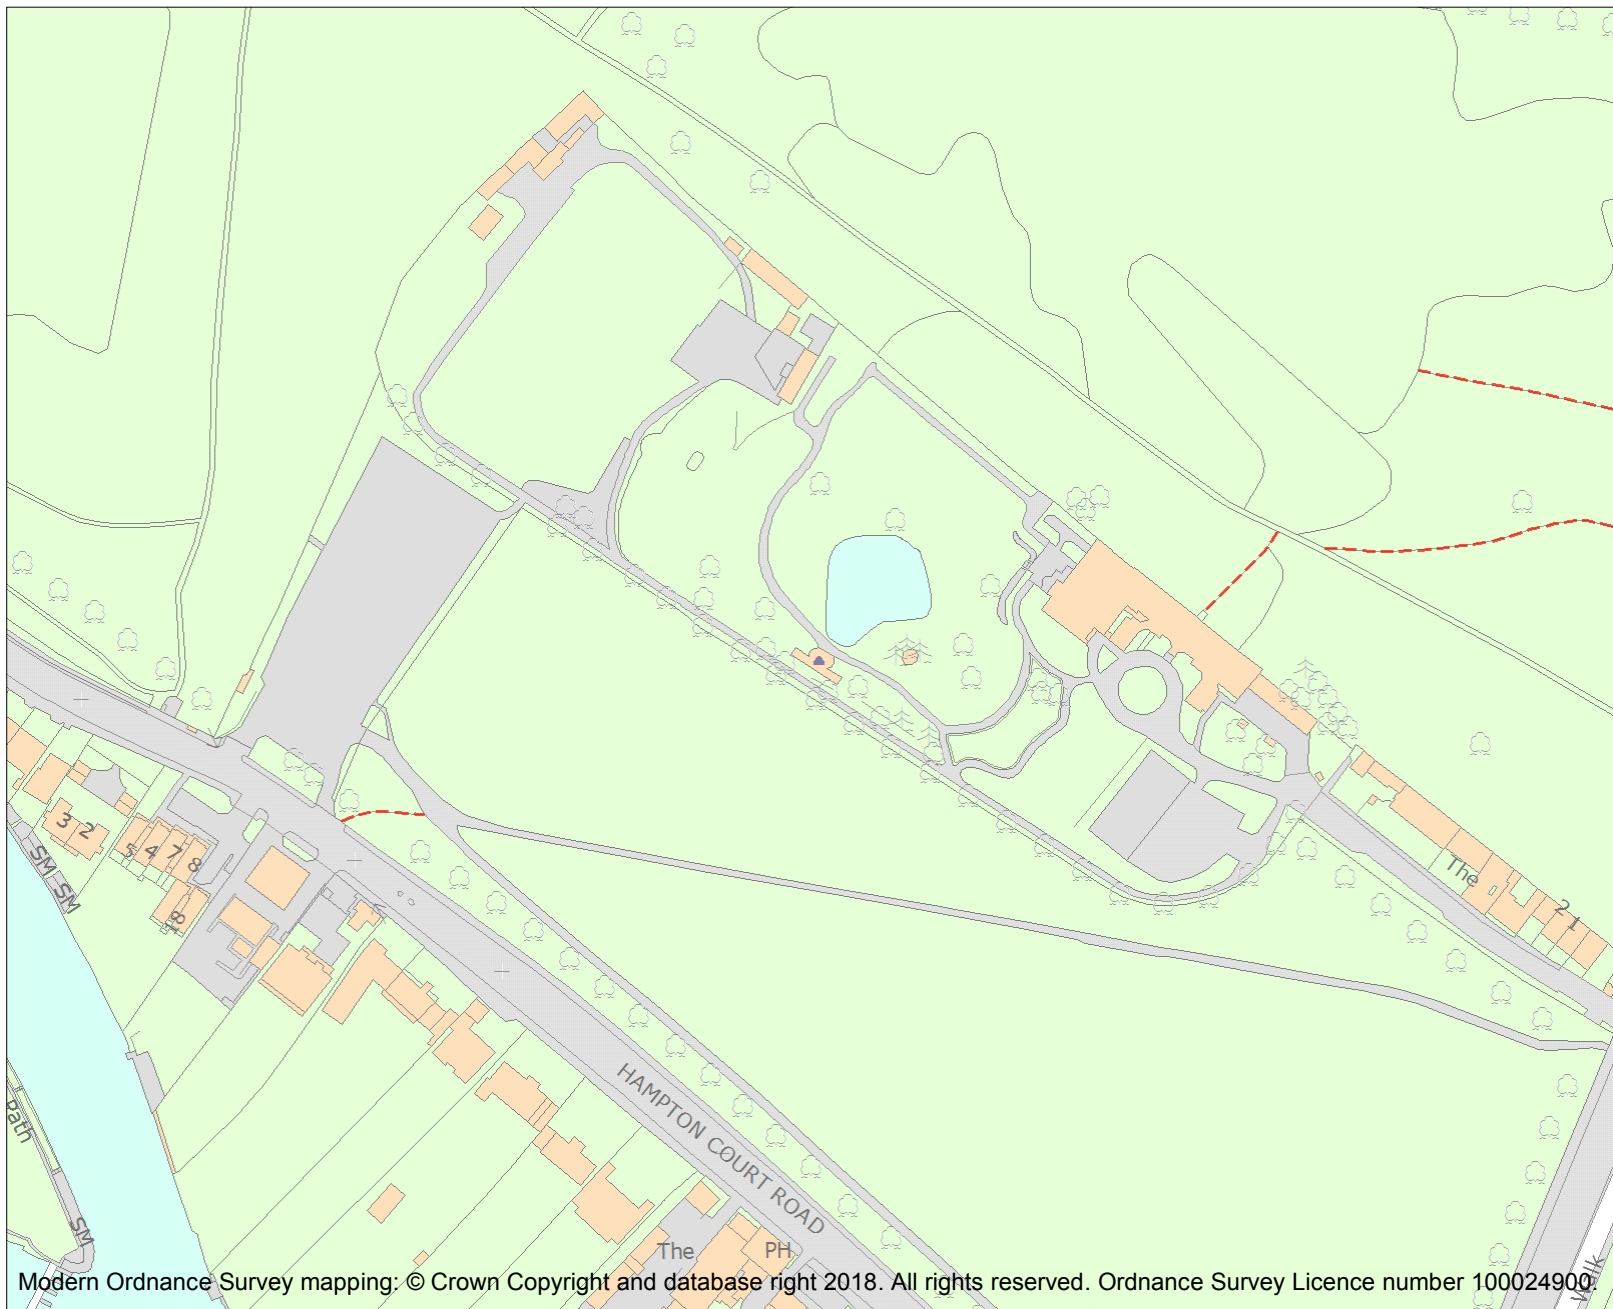 3 2
5 4 7 8
18
SM
SM
The
2 1
HAMPTON COURT ROAD
Path
SM
The
PH
Walk
Modern Ordnance Survey mapping: © Crown Copyright and database right 2018. All rights reserved. Ordnance Survey Licence number 100024900.